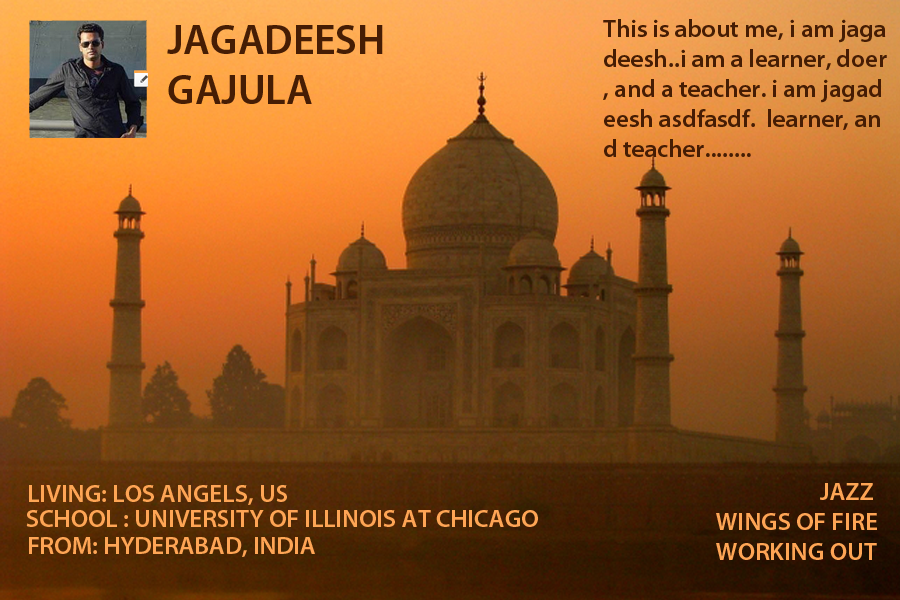 JAGADEESH
GAJULA
This is about me, i am jaga
deesh..i am a learner, doer
, and a teacher. i am jagad
eesh asdfasdf.  learner, an
d teacher........
LIVING: LOS ANGELS, US
SCHOOL : UNIVERSITY OF ILLINOIS AT CHICAGO
FROM: HYDERABAD, INDIA
JAZZ
WINGS OF FIRE
WORKING OUT